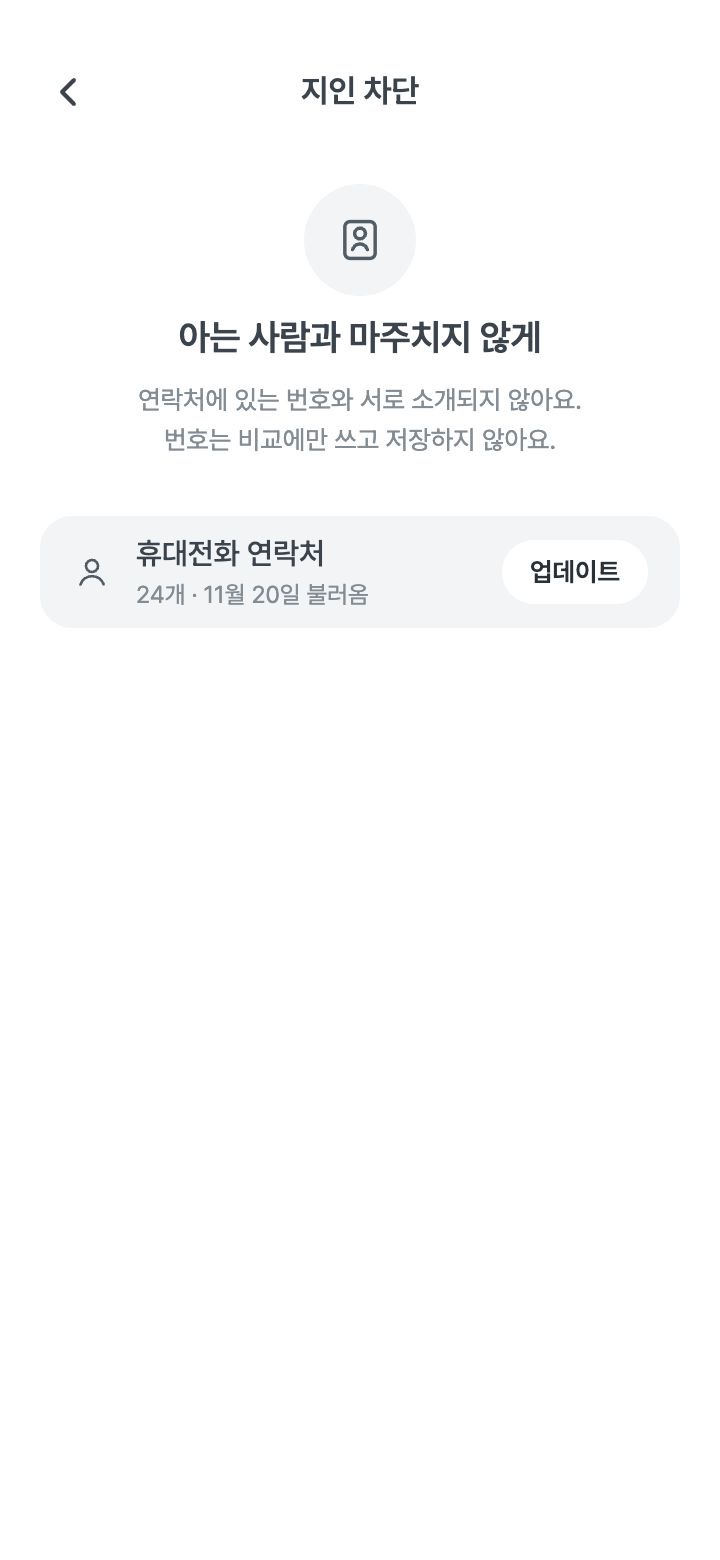 지인 차단
아는 사람과 마주치지 않게
연락처에 있는 번호와 서로 소개되지 않아요.
번호는 비교에만 쓰고 저장하지 않아요.
휴대전화 연락처
24개 · 11월 20일 불러옴
업데이트